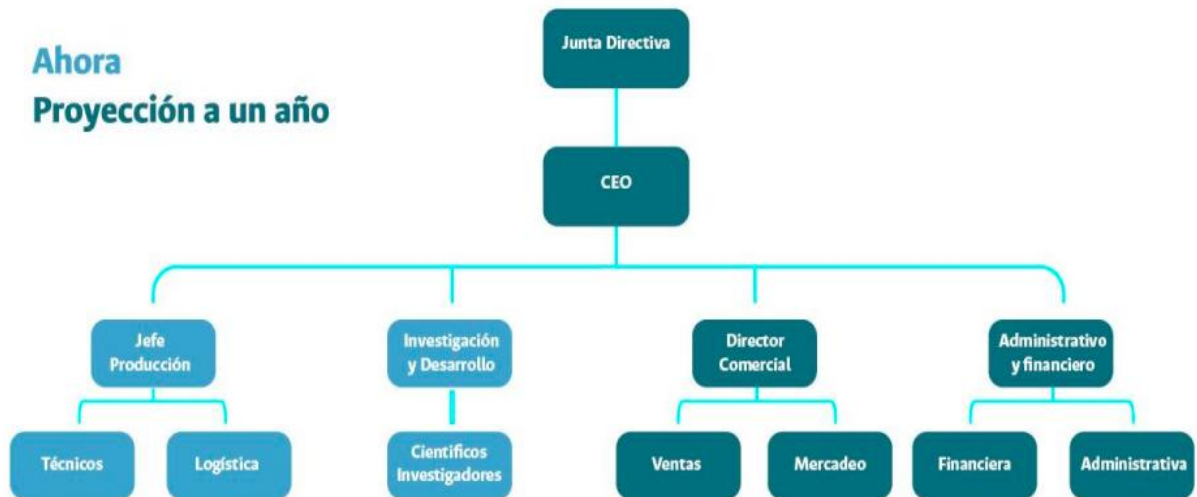 Ahora
Proyección a un año
Junta Directiva
CEO
Jefe
Producción
Investigación
y Desarrollo
Director
Comercial
Administrativo
y financiero
Técnicos
Logística
Cientificos
Investigadores
Ventas
Mercadeo
Financiera
Administrativa